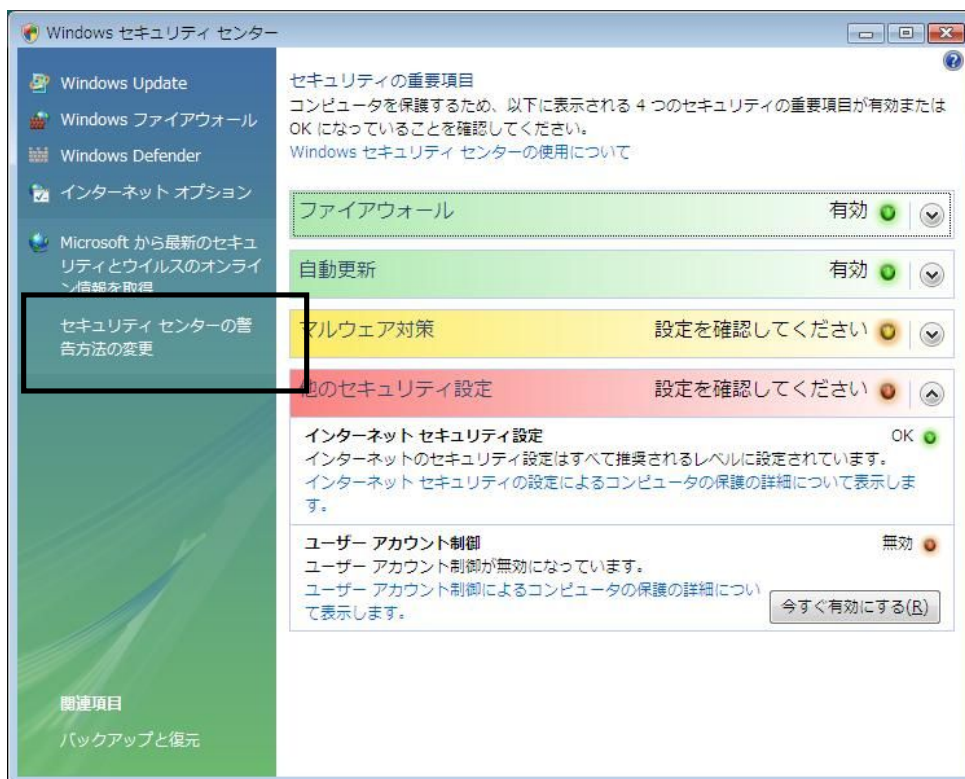 Windows セキュリティ センター
Windows Update
Windows ファイアウォール
Windows Defender
インターネット オプション
Microsoft から最新のセキュ
リティとウイルスのオンライ
ン情報を取得
セキュリティ センターの警
告方法の変更
関連項目
バックアップと復元
セキュリティの重要項目
コンピュータを保護するため、以下に表示される 4 つのセキュリティの重要項目が有効または
OK になっていることを確認してください。
Windows セキュリティ センターの使用について
ファイアウォール 有効
自動更新 有効
マルウェア対策 設定を確認してください
他のセキュリティ設定 設定を確認してください
インターネット セキュリティ設定 OK
インターネットのセキュリティ設定はすべて推奨されるレベルに設定されています。
インターネット セキュリティの設定によるコンピュータの保護の詳細について表示しま
す。
ユーザー アカウント制御 無効
ユーザー アカウント制御が無効になっています。
ユーザー アカウント制御によるコンピュータの保護の詳細につい
て表示します。
今すぐ有効にする(R)